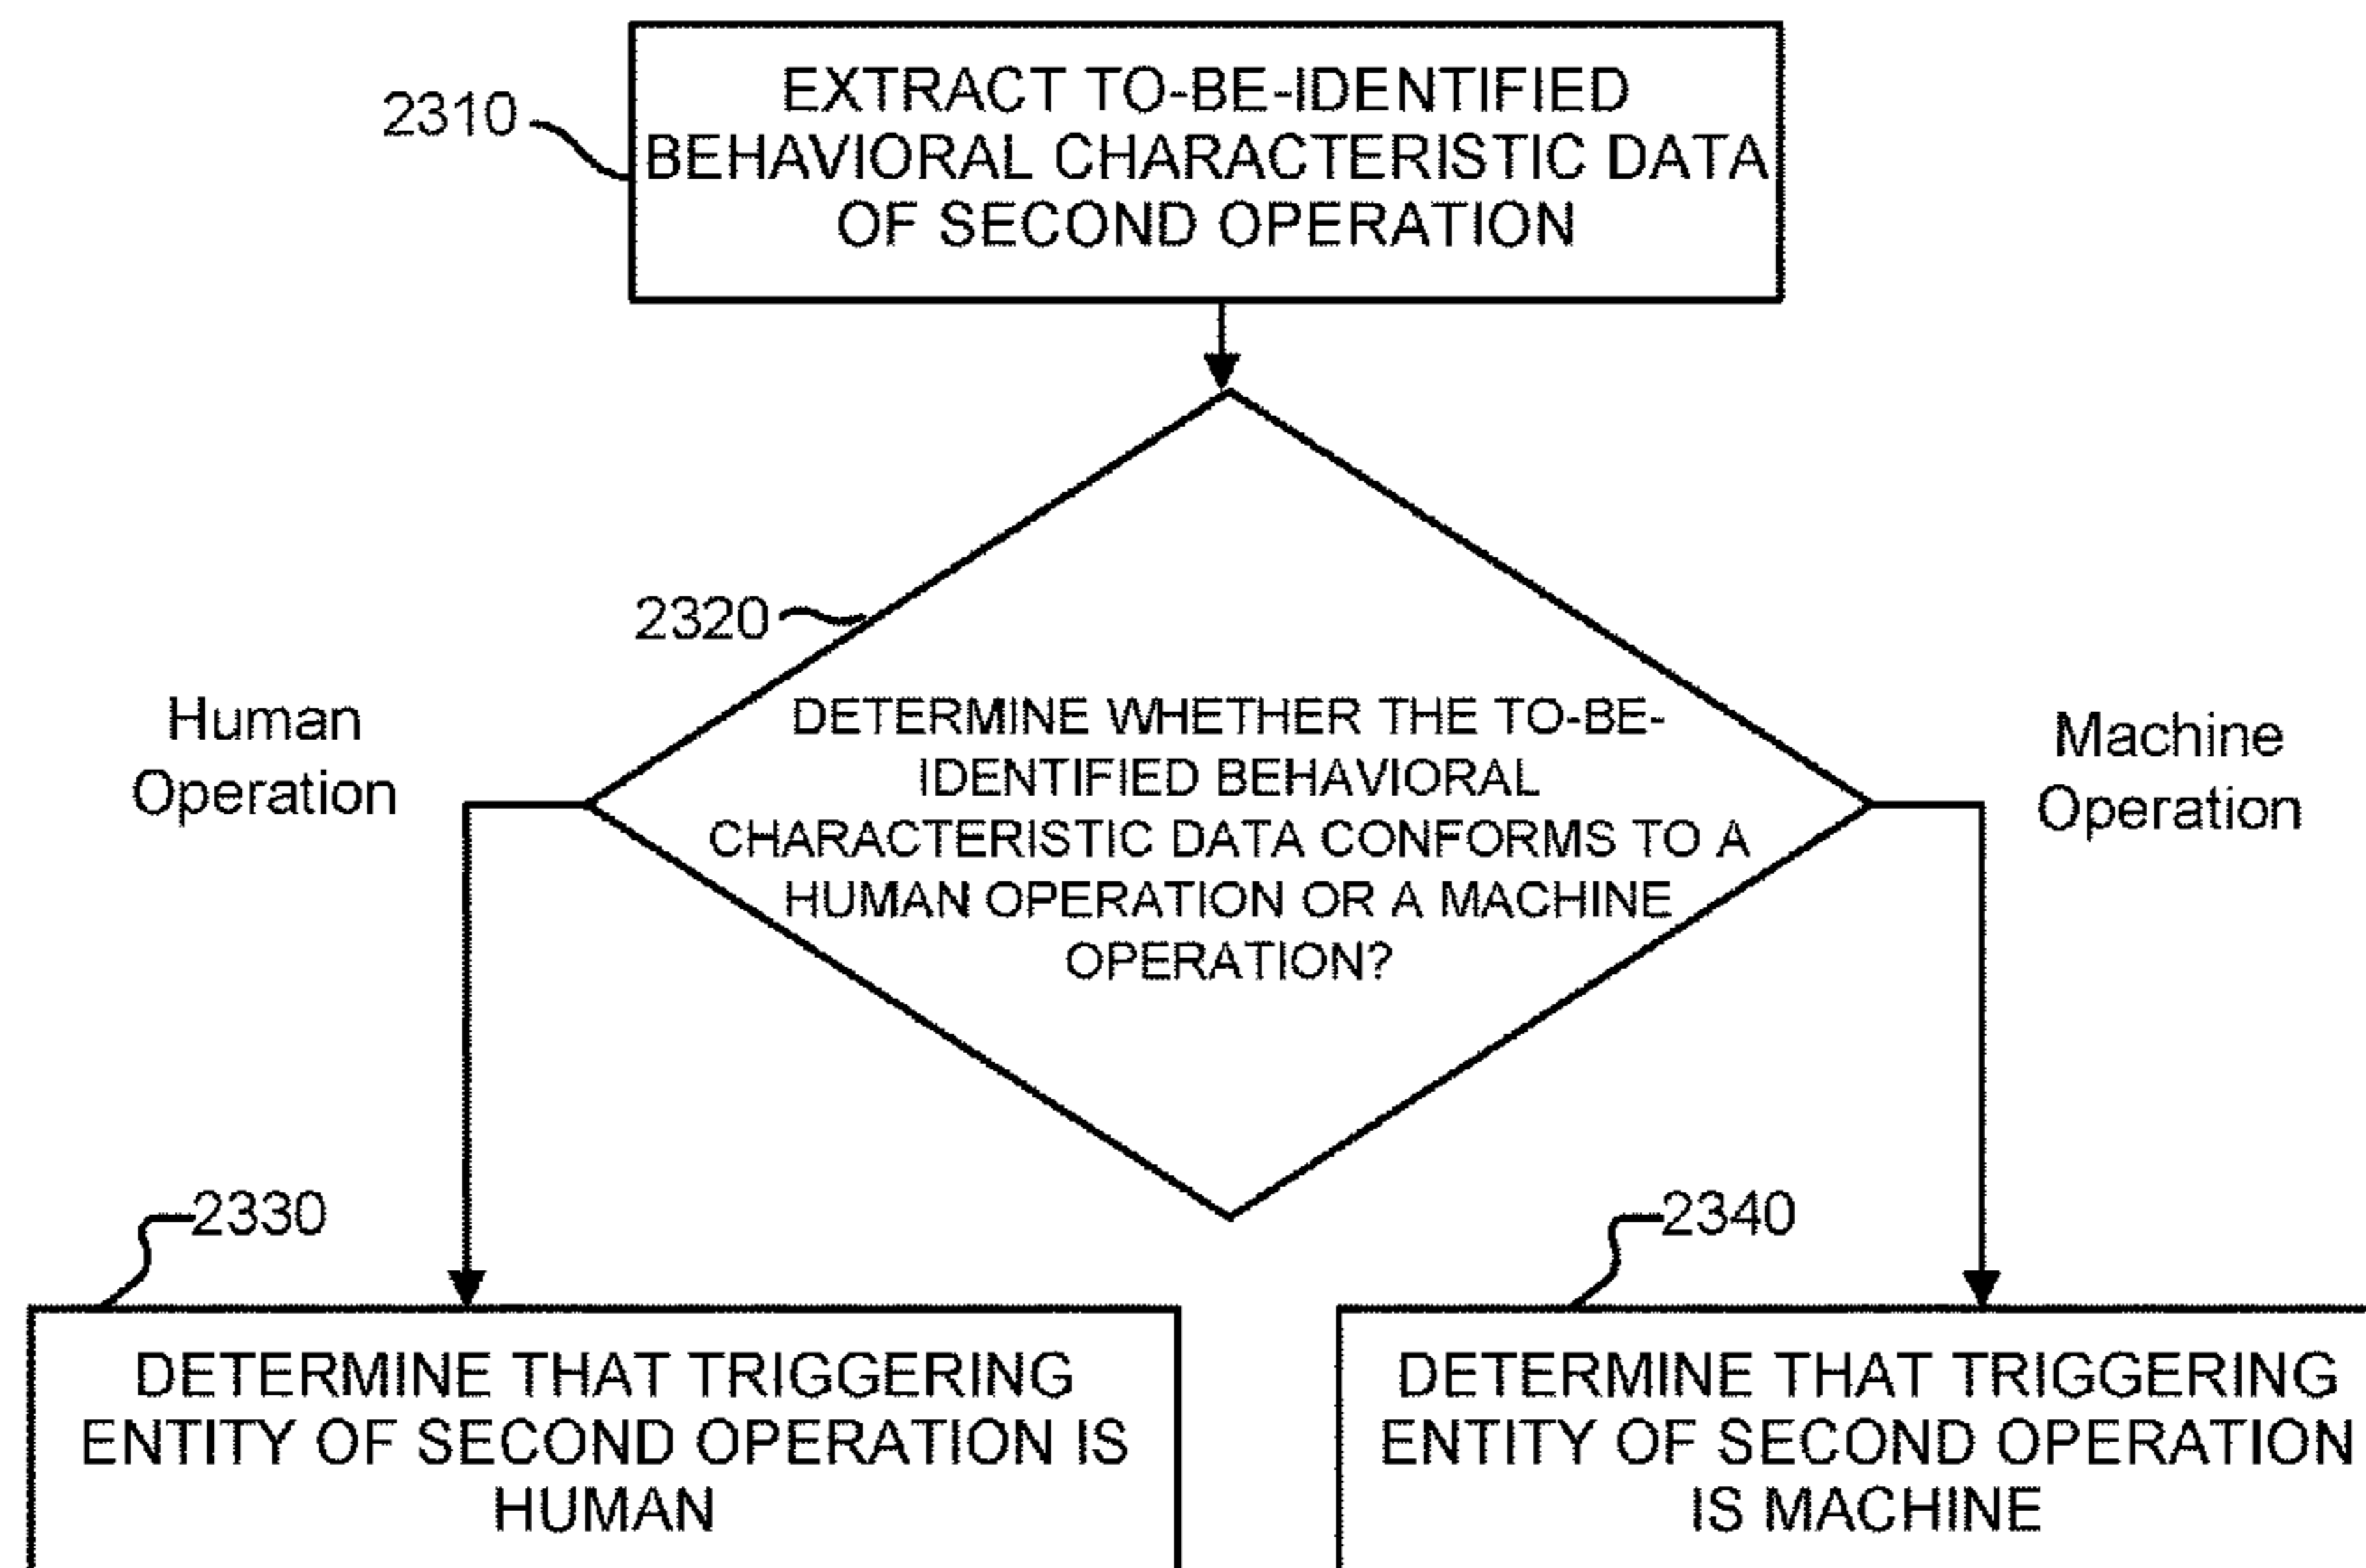 EXTRACT TO-BE-IDENTIFIED
2310
BEHAVIORAL CHARACTERISTIC DATA
OF SECOND OPERATION
2320
DETERMINE WHETHER THE TO-BE-
IDENTIFIED BEHAVIORAL
CHARACTERISTIC DATA CONFORMS TO A
HUMAN OPERATION OR A MACHINE
OPERATION?
Human
Operation
Machine
Operation
2330
DETERMINE THAT TRIGGERING
ENTITY OF SECOND OPERATION IS
HUMAN
2340
DETERMINE THAT TRIGGERING
ENTITY OF SECOND OPERATION
IS MACHINE